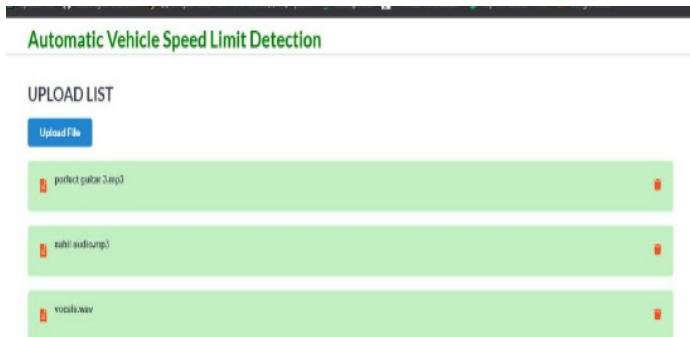 Automatic Vehicle Speed Limit Detection
UPLOAD LIST
Upload File
perfect guitar 3.mp3
audio.mp3
vocals.wav